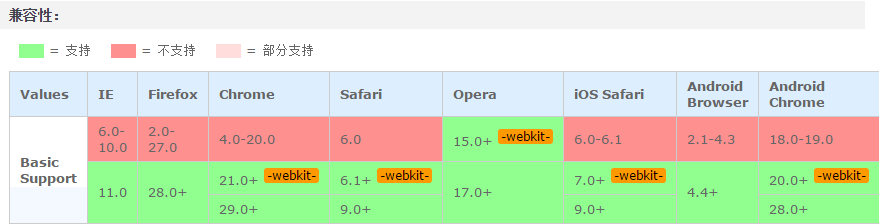 兼容性：
= 支持 = 不支持 = 部分支持
Values IE Firefox Chrome Safari Opera iOS Safari Android Browser Android Chrome
Basic Support
6.0-10.0 2.0-27.0 4.0-20.0 6.0 15.0+ -webkit- 6.0-6.1 2.1-4.3 18.0-19.0
11.0 28.0+ 21.0+ -webkit- 6.1+ -webkit- 17.0+ 7.0+ -webkit- 4.4+ 20.0+ -webkit-
29.0+ 9.0+ 9.0+ 28.0+